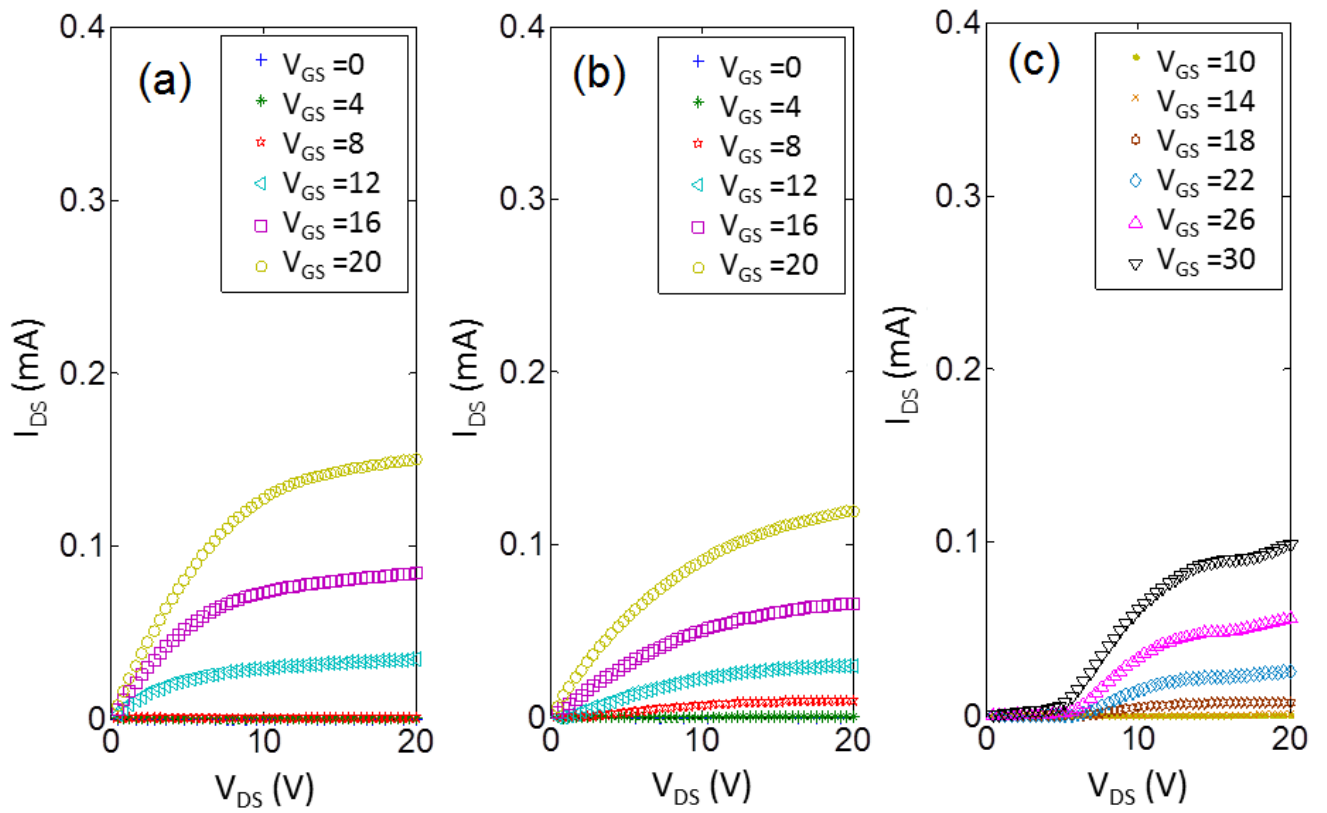 (a)
V_GS =0
V_GS =4
V_GS =8
V_GS =12
V_GS =16
V_GS =20
0.4
0.3
0.2
0.1
0
I_DS (mA)
0 10 20
V_DS (V)
(b)
V_GS =0
V_GS =4
V_GS =8
V_GS =12
V_GS =16
V_GS =20
0.4
0.3
0.2
0.1
0
I_DS (mA)
0 10 20
V_DS (V)
(c)
V_GS =10
V_GS =14
V_GS =18
V_GS =22
V_GS =26
V_GS =30
0.4
0.3
0.2
0.1
0
I_DS (mA)
0 10 20
V_DS (V)